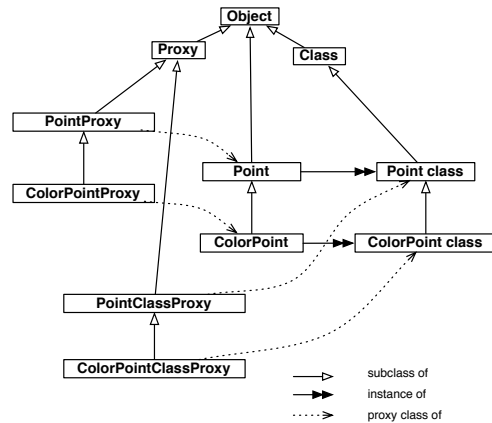 Object
Proxy
Class
PointProxy
Point
Point class
ColorPointProxy
ColorPoint
ColorPoint class
PointClassProxy
ColorPointClassProxy
subclass of
instance of
proxy class of